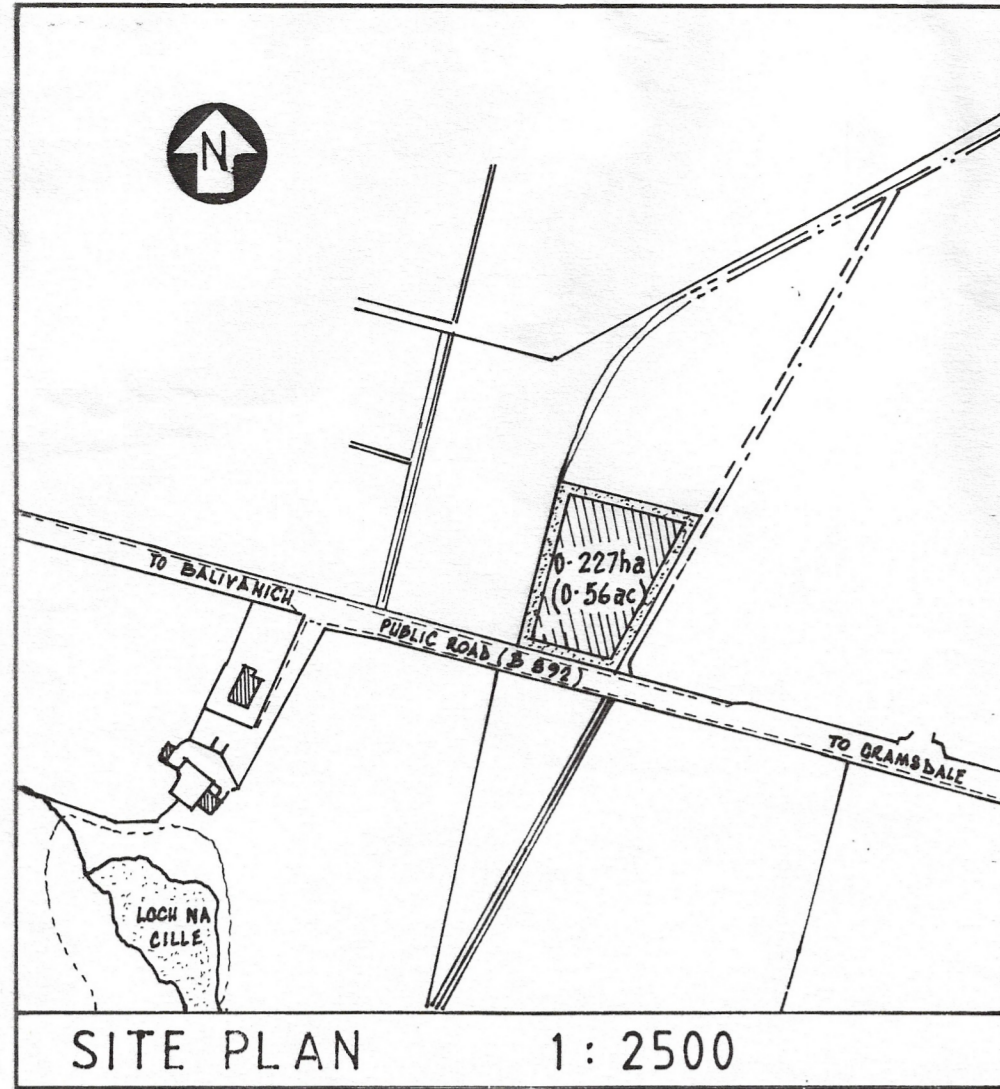 N
0·227ha
(0·56ac)
TO BALIVANICH
PUBLIC ROAD (B 892)
TO GRAMSDALE
LOCH NA
CILLE
SITE PLAN 1:2500